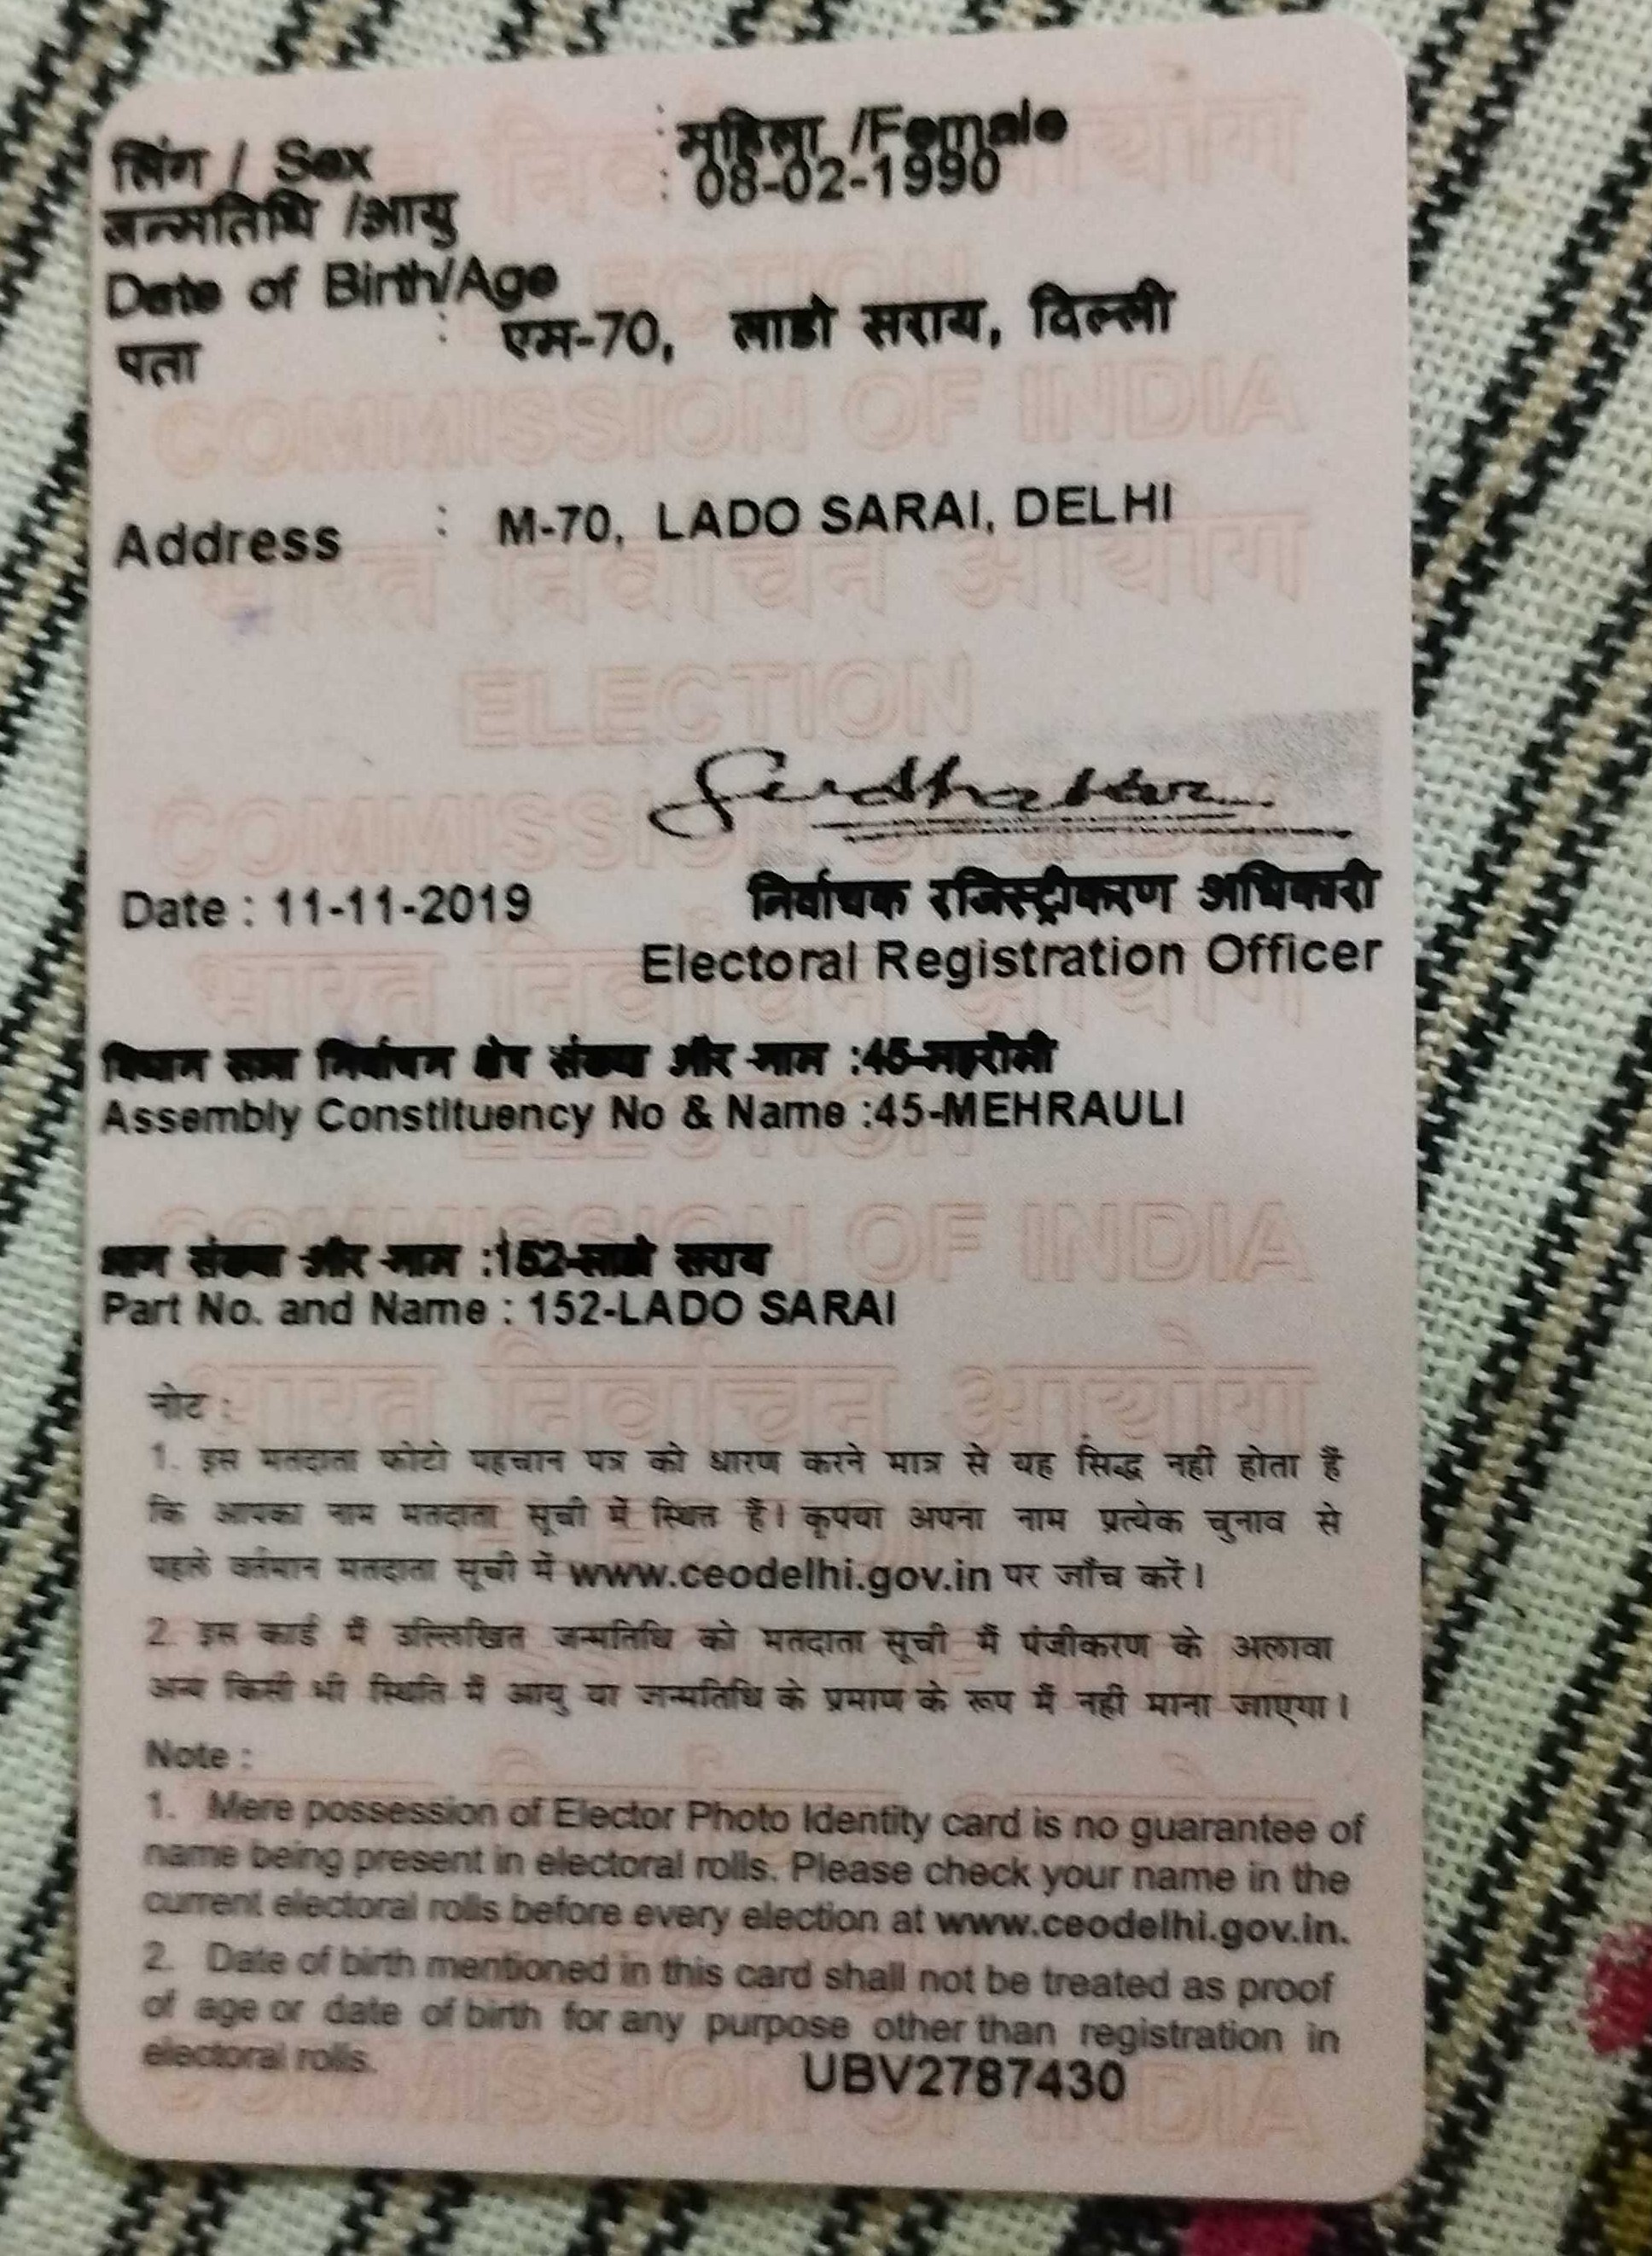 लिंग / Sex : महिला /Female
जन्मतिथि /आयु : 08-02-1990
Date of Birth/Age
पता : एम-70, लाडो सराय, दिल्ली
Address : M-70, LADO SARAI, DELHI
Date : 11-11-2019
निर्वाचक रजिस्ट्रीकरण अधिकारी
Electoral Registration Officer
विधान सभा निर्वाचन क्षेत्र संख्या और नाम :45-महरौली
Assembly Constituency No & Name :45-MEHRAULI
भाग संख्या और नाम :152-लाडो सराय
Part No. and Name : 152-LADO SARAI
नोट :
1. इस मतदाता फोटो पहचान पत्र को धारण करने मात्र से यह सिद्ध नहीं होता हैं
कि आपका नाम मतदाता सूची में स्थित्त हैं। कृपया अपना नाम प्रत्येक चुनाव से
पहले वर्तमान मतदाता सूची में www.ceodelhi.gov.in पर जाँच करें।
2. इस कार्ड मैं उल्लिखित जन्मतिथि को मतदाता सूची मैं पंजीकरण के अलावा
अन्य किसी भी स्थिति मैं आयु या जन्मतिथि के प्रमाण के रूप मैं नहीं माना जाएगा।
Note :
1. Mere possession of Elector Photo Identity card is no guarantee of
name being present in electoral rolls. Please check your name in the
current electoral rolls before every election at www.ceodelhi.gov.in.
2. Date of birth mentioned in this card shall not be treated as proof
of age or date of birth for any purpose other than registration in
electoral rolls.
UBV2787430